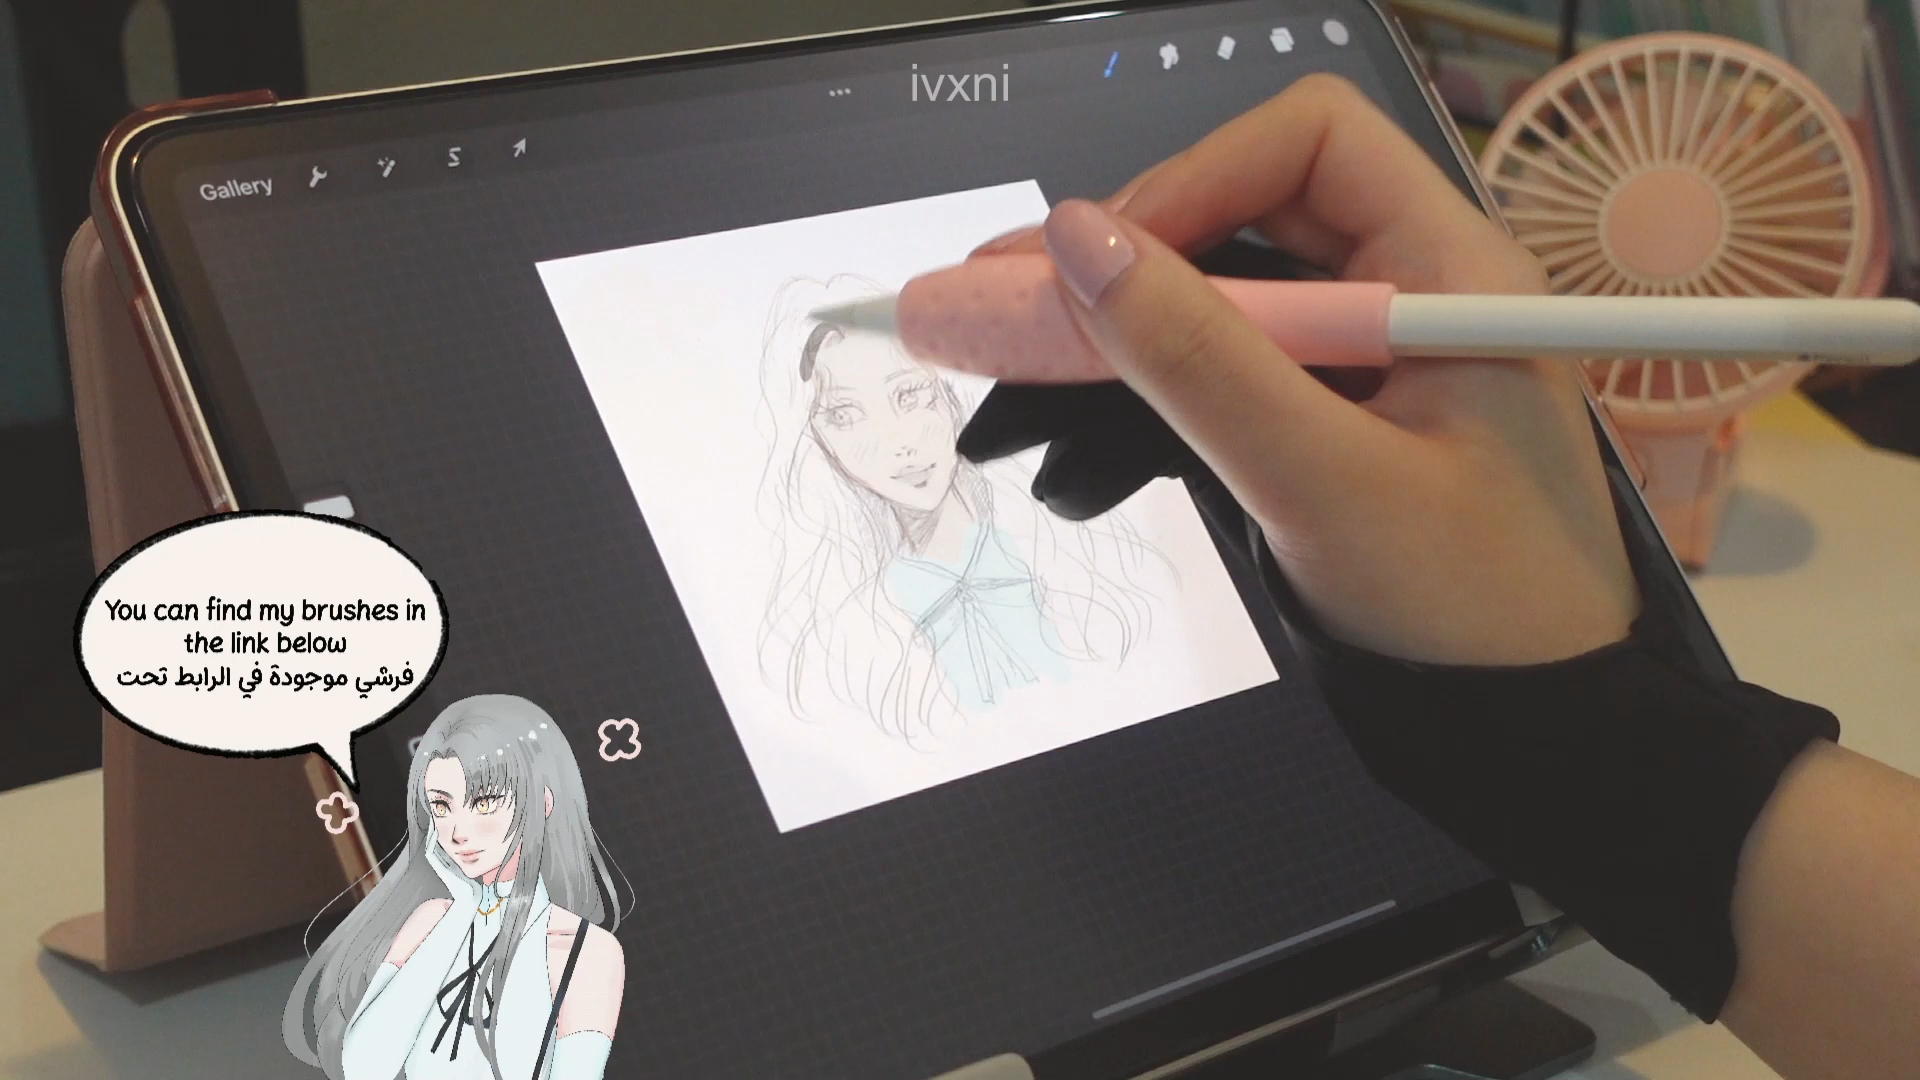 ivxni
Gallery
You can find my brushes in
the link below
فرشي موجودة في الرابط تحت